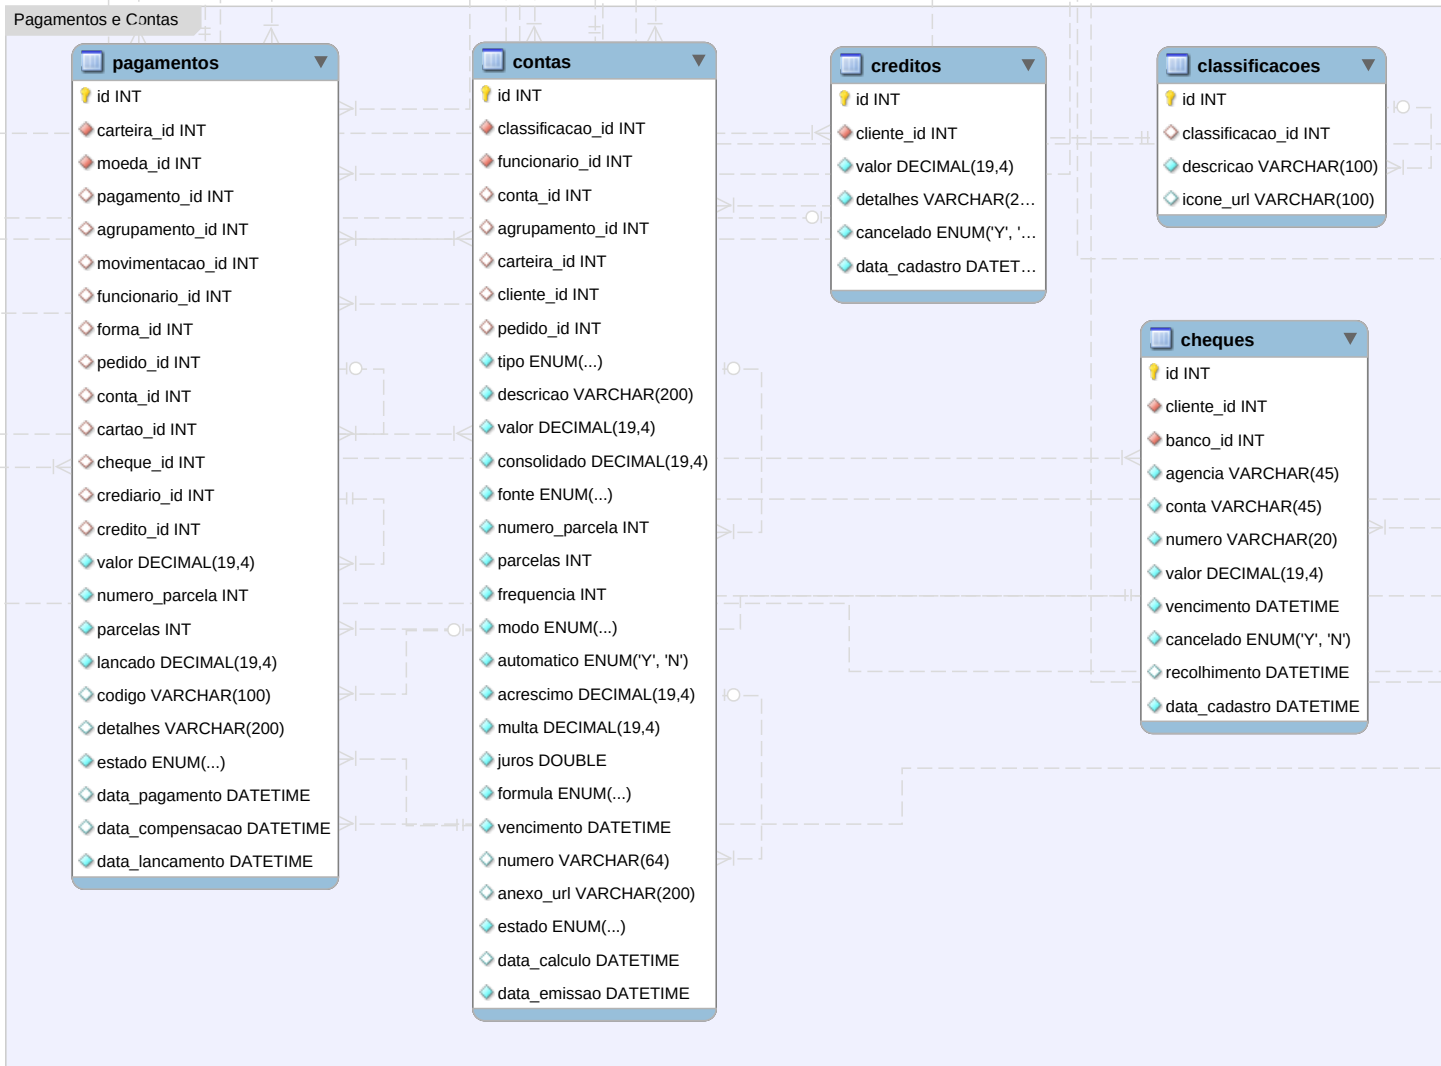 Pagamentos e Contas
pagamentos
id INT
carteira_id INT
moeda_id INT
pagamento_id INT
agrupamento_id INT
movimentacao_id INT
funcionario_id INT
forma_id INT
pedido_id INT
conta_id INT
cartao_id INT
cheque_id INT
crediario_id INT
credito_id INT
valor DECIMAL(19,4)
numero_parcela INT
parcelas INT
lancado DECIMAL(19,4)
codigo VARCHAR(100)
detalhes VARCHAR(200)
estado ENUM(...)
data_pagamento DATETIME
data_compensacao DATETIME
data_lancamento DATETIME
contas
id INT
classificacao_id INT
funcionario_id INT
conta_id INT
agrupamento_id INT
carteira_id INT
cliente_id INT
pedido_id INT
tipo ENUM(...)
descricao VARCHAR(200)
valor DECIMAL(19,4)
consolidado DECIMAL(19,4)
fonte ENUM(...)
numero_parcela INT
parcelas INT
frequencia INT
modo ENUM(...)
automatico ENUM('Y', 'N')
acrescimo DECIMAL(19,4)
multa DECIMAL(19,4)
juros DOUBLE
formula ENUM(...)
vencimento DATETIME
numero VARCHAR(64)
anexo_url VARCHAR(200)
estado ENUM(...)
data_calculo DATETIME
data_emissao DATETIME
creditos
id INT
cliente_id INT
valor DECIMAL(19,4)
detalhes VARCHAR(2...
cancelado ENUM('Y', '...
data_cadastro DATET...
classificacoes
id INT
classificacao_id INT
descricao VARCHAR(100)
icone_url VARCHAR(100)
cheques
id INT
cliente_id INT
banco_id INT
agencia VARCHAR(45)
conta VARCHAR(45)
numero VARCHAR(20)
valor DECIMAL(19,4)
vencimento DATETIME
cancelado ENUM('Y', 'N')
recolhimento DATETIME
data_cadastro DATETIME